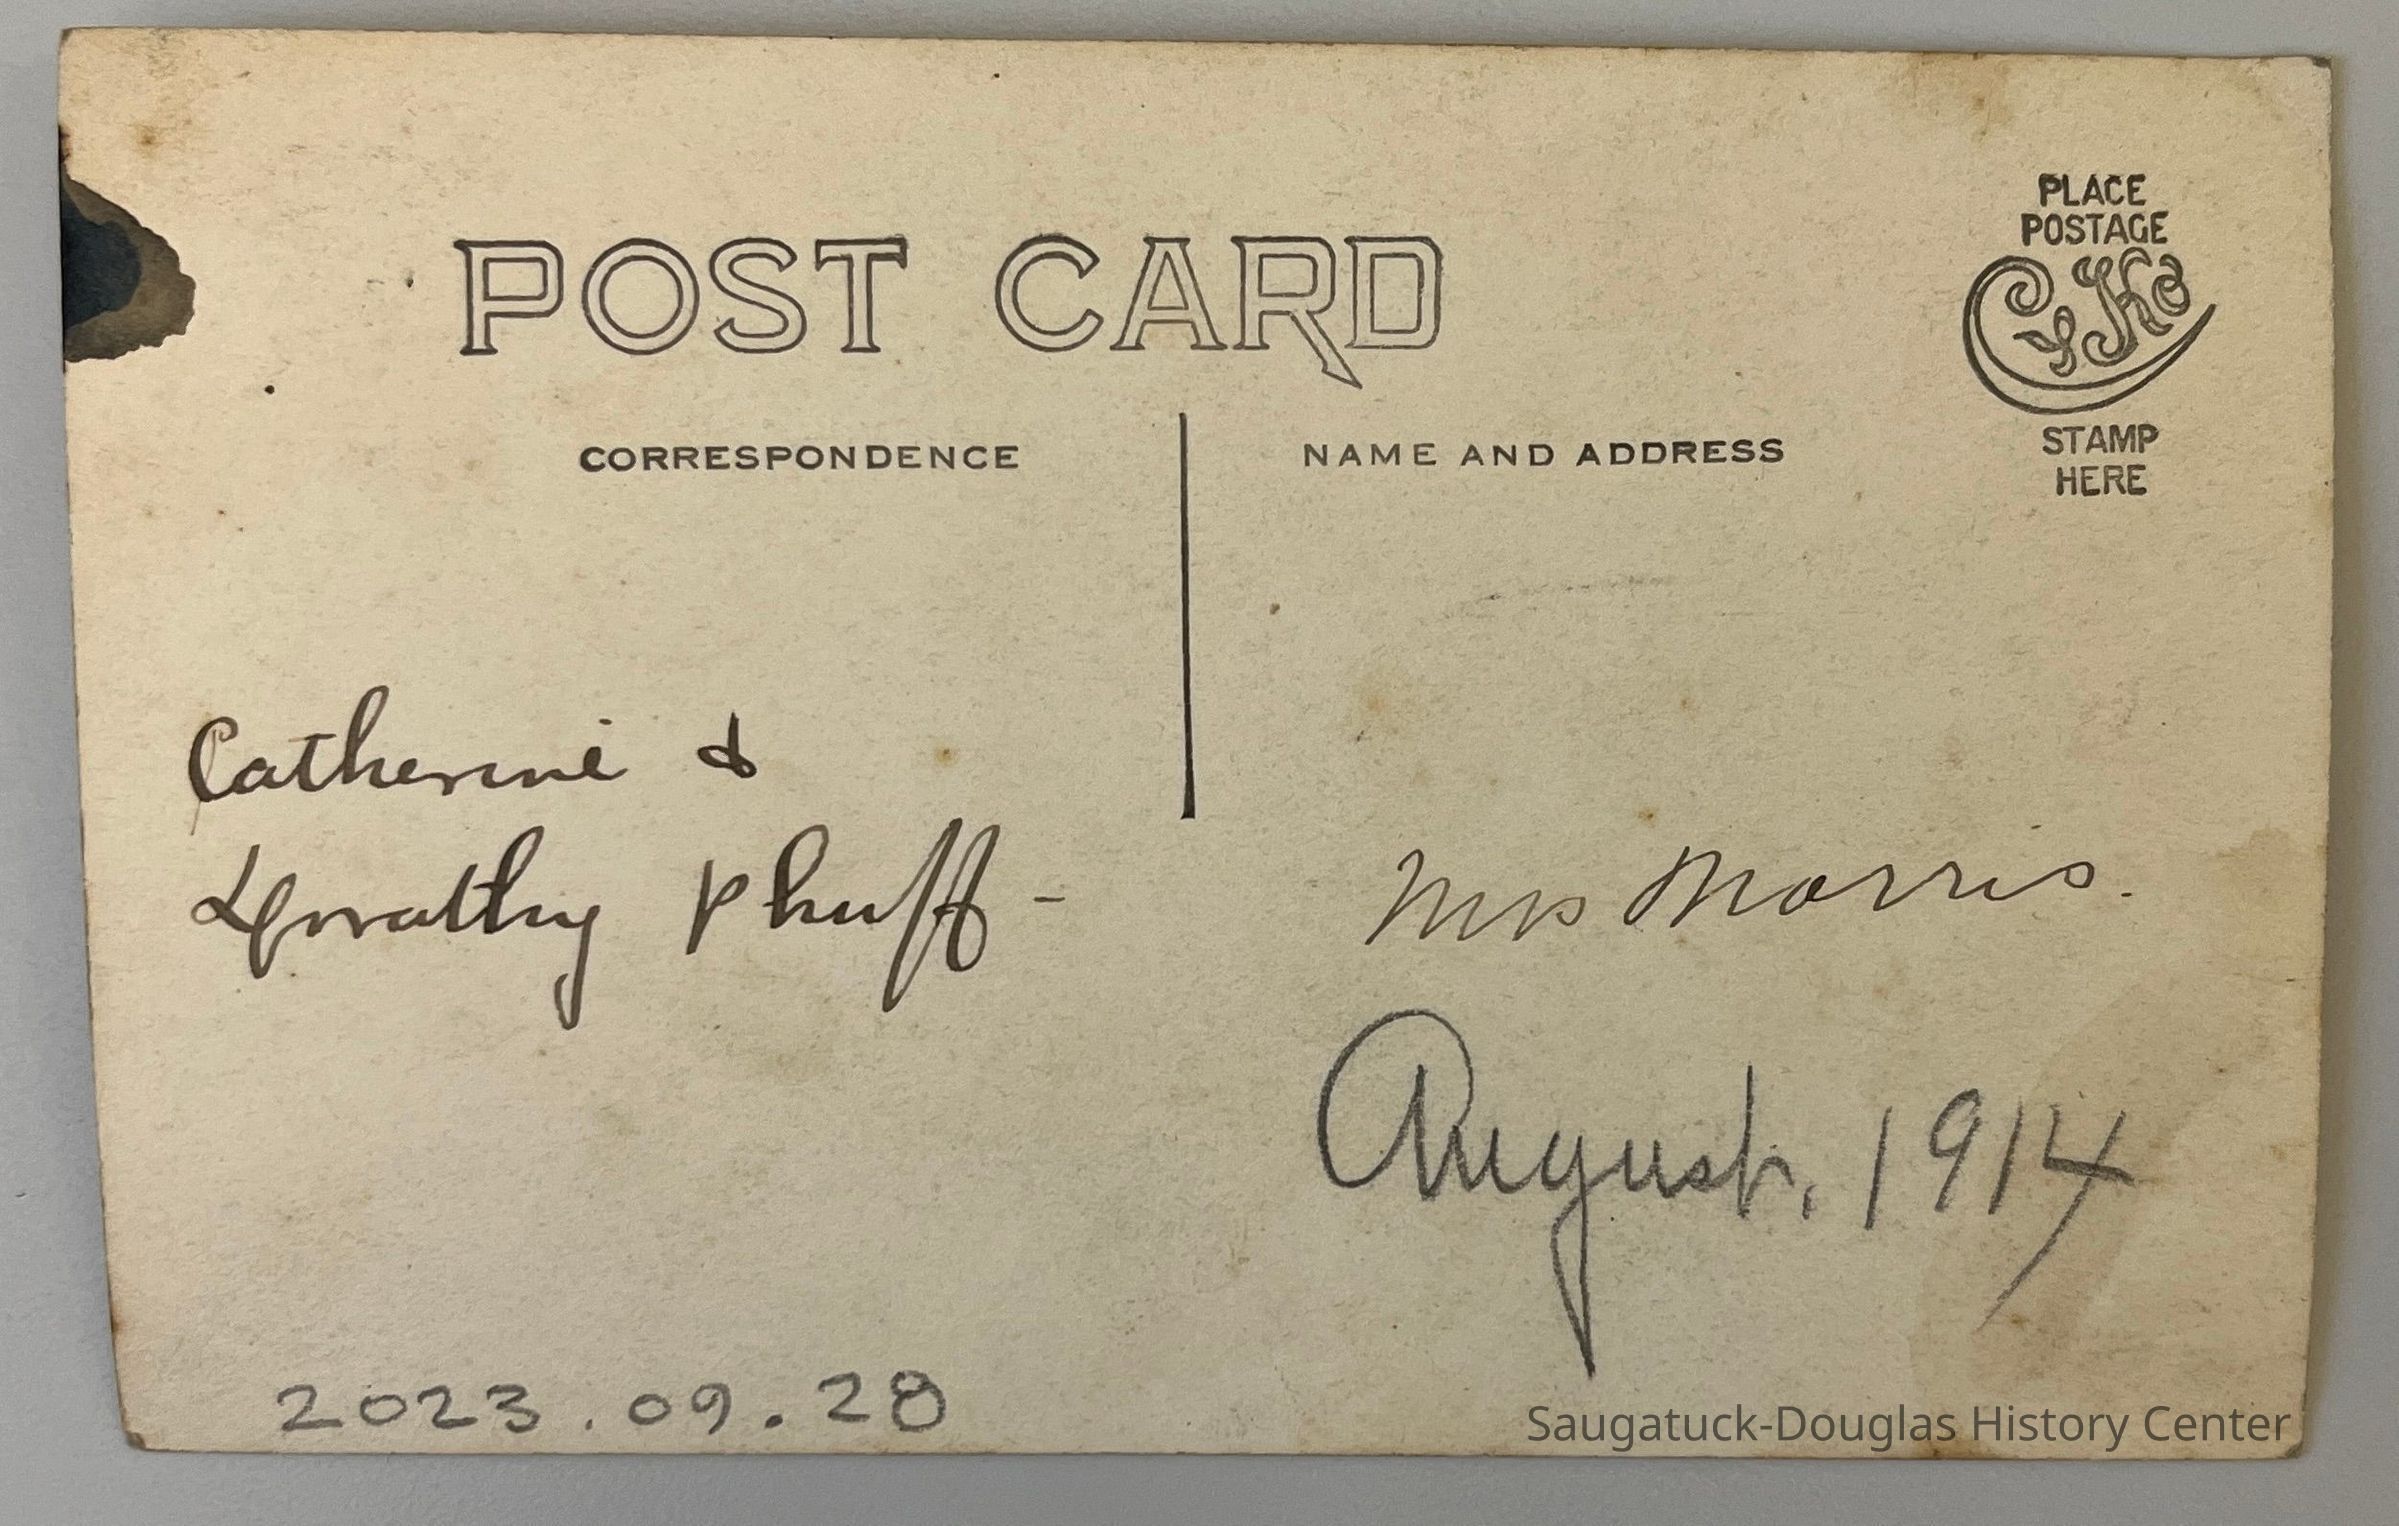 POST CARD
PLACE
POSTAGE
CYKO
STAMP
HERE
CORRESPONDENCE
NAME AND ADDRESS
Catherine &
Dorothy Phuff -
Mrs Morris.
August, 1914
2023.09.28
Saugatuck-Douglas History Center